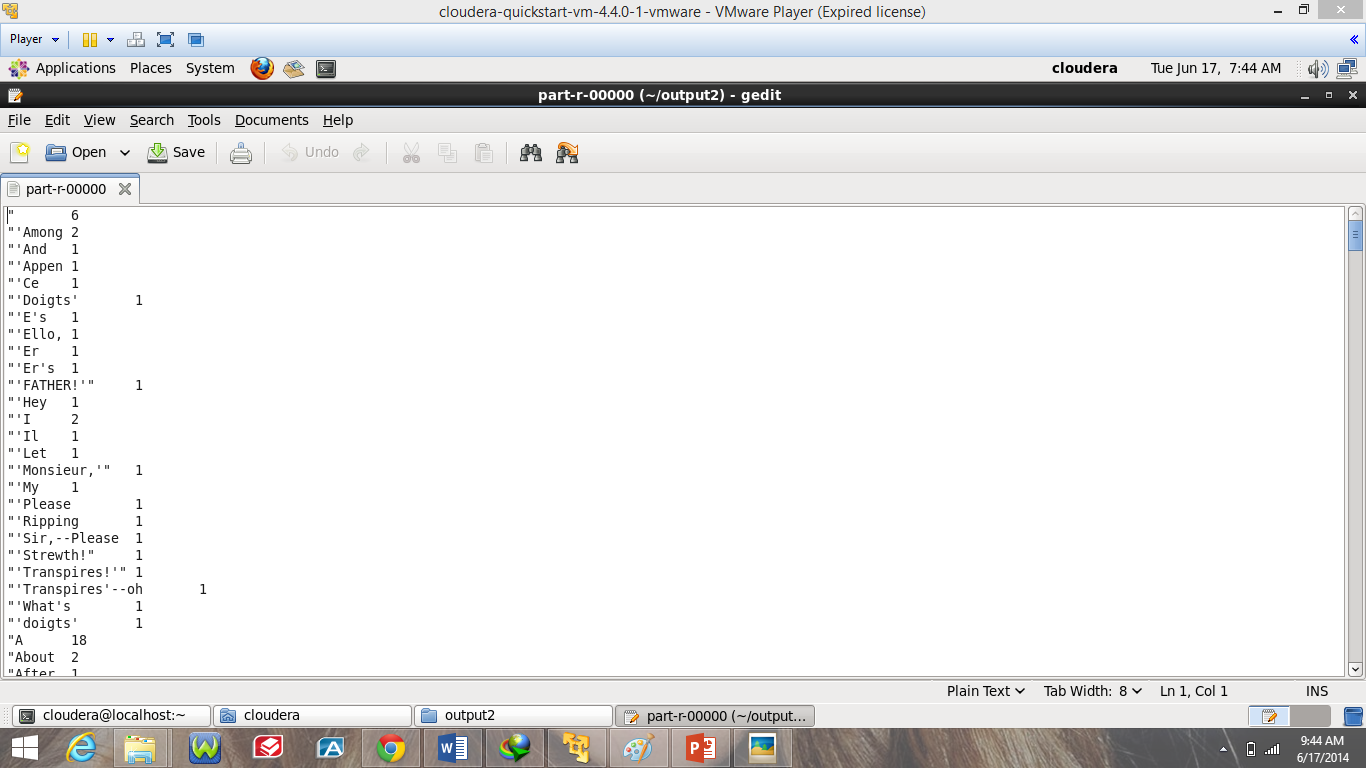 cloudera-quickstart-vm-4.4.0-1-vmware - VMware Player (Expired license)
Player
Applications Places System cloudera Tue Jun 17, 7:44 AM
part-r-00000 (~/output2) - gedit
File Edit View Search Tools Documents Help
Open Save Undo
part-r-00000
" 6
"'Among 2
"'And 1
"'Appen 1
"'Ce 1
"'Doigts' 1
"'E's 1
"'Ello, 1
"'Er 1
"'Er's 1
"'FATHER!'" 1
"'Hey 1
"'I 2
"'Il 1
"'Let 1
"'Monsieur,'" 1
"'My 1
"'Please 1
"'Ripping 1
"'Sir,--Please 1
"'Strewth!" 1
"'Transpires!'" 1
"'Transpires'--oh 1
"'What's 1
"'doigts' 1
"A 18
"About 2
"After 1
Plain Text Tab Width: 8 Ln 1, Col 1 INS
cloudera@localhost:~ cloudera output2 part-r-00000 (~/output...
9:44 AM
6/17/2014